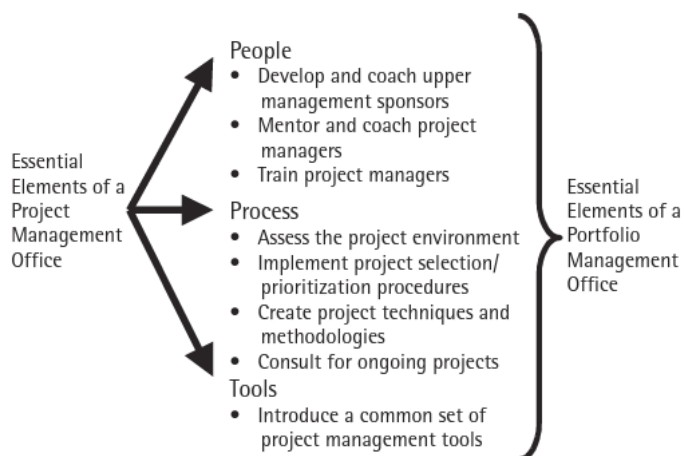 Essential
Elements of a
Project
Management
Office
People
• Develop and coach upper
management sponsors
• Mentor and coach project
managers
• Train project managers
Process
• Assess the project environment
• Implement project selection/
prioritization procedures
• Create project techniques and
methodologies
• Consult for ongoing projects
Tools
• Introduce a common set of
project management tools
Essential
Elements of a
Portfolio
Management
Office